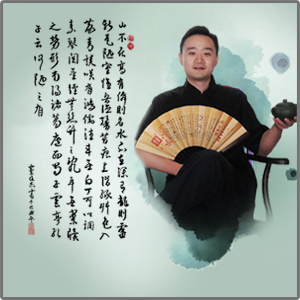 山不在高有仙則名水不在深有龍則靈
斯是陋室惟吾德馨苔痕上階綠草色入
簾青談笑有鴻儒往來無白丁可以調
素琴閱金經無絲竹之亂耳無案牘
之勞形南陽諸葛廬西蜀子雲亭孔
子云何陋之有